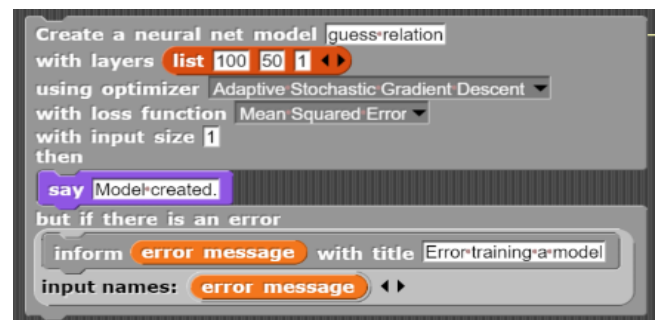 Create a neural net model guess relation
with layers list 100 50 1
using optimizer Adaptive Stochastic Gradient Descent
with loss function Mean Squared Error
with input size 1
then
say Model created.
but if there is an error
inform error message with title Error training a model
input names: error message